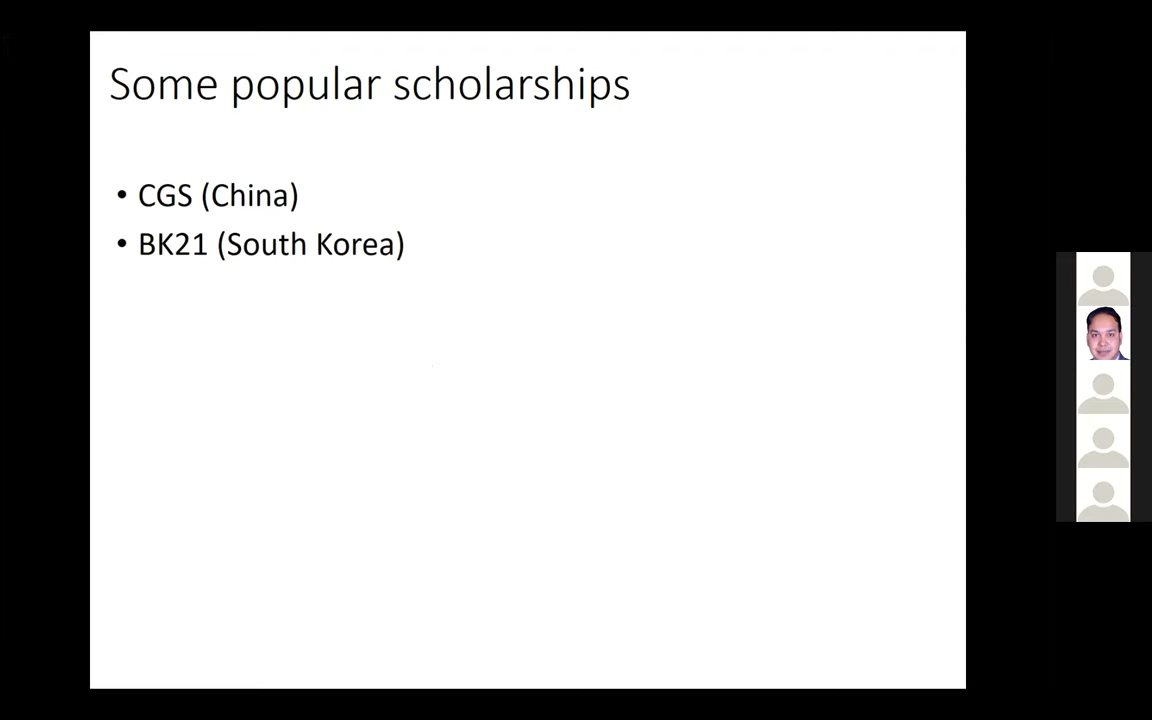 Some popular scholarships
• CGS (China)
• BK21 (South Korea)